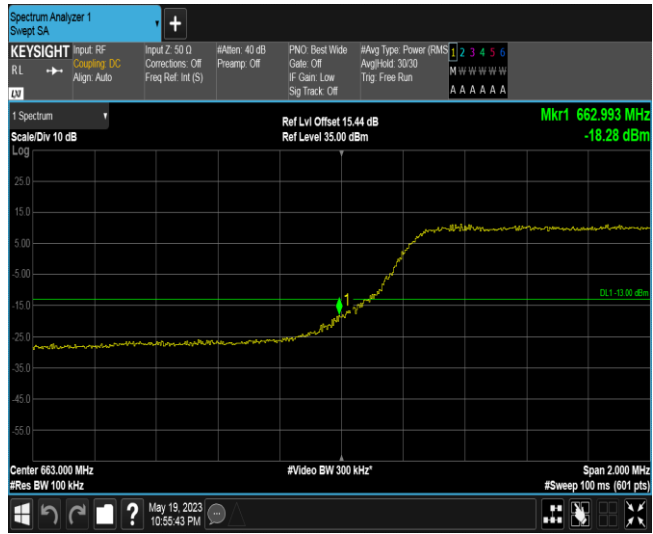 Spectrum Analyzer 1
Swept SA
+
KEYSIGHT
RL
LXI
Input: RF
Coupling: DC
Align: Auto
Input Z: 50 Ω
Corrections: Off
Freq Ref: Int (S)
#Atten: 40 dB
Preamp: Off
PNO: Best Wide
Gate: Off
IF Gain: Low
Sig Track: Off
#Avg Type: Power (RMS
Avg|Hold: 30/30
Trig: Free Run
1 2 3 4 5 6
M W W W W W
A A A A A A
1 Spectrum
Scale/Div 10 dB
Log
Ref Lvl Offset 15.44 dB
Ref Level 35.00 dBm
Mkr1 662.993 MHz
-18.28 dBm
25.0
15.0
5.00
-5.00
-15.0
-25.0
-35.0
-45.0
-55.0
1
DL1 -13.00 dBm
Center 663.000 MHz
#Res BW 100 kHz
#Video BW 300 kHz*
Span 2.000 MHz
#Sweep 100 ms (601 pts)
?
May 19, 2023
10:55:43 PM